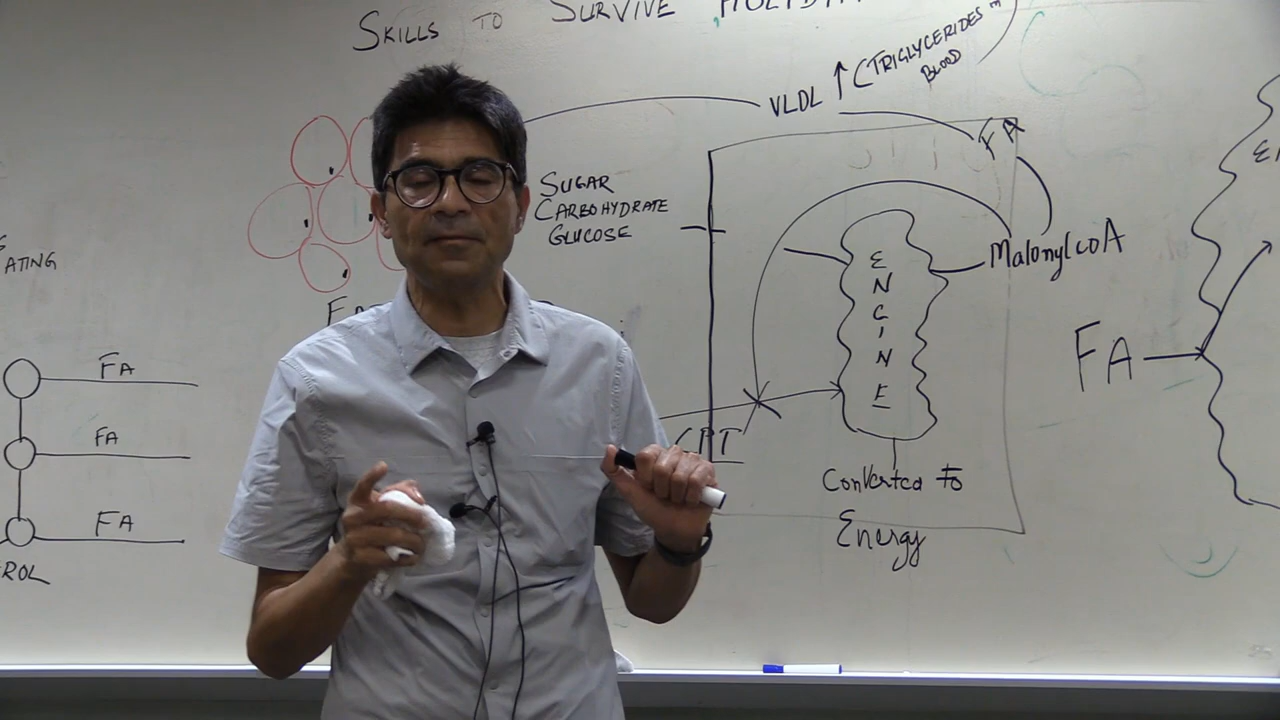 SKILLS TO SURVIVE
VLDL ↑ (TRIGLYCERIDES in
BLOOD
FA
SUGAR
CARBOHYDRATE
GLUCOSE
ATING
ENGINE
Malonyl coA
FA
FA
FA
FA
CPT
Converted to
Energy
ROL